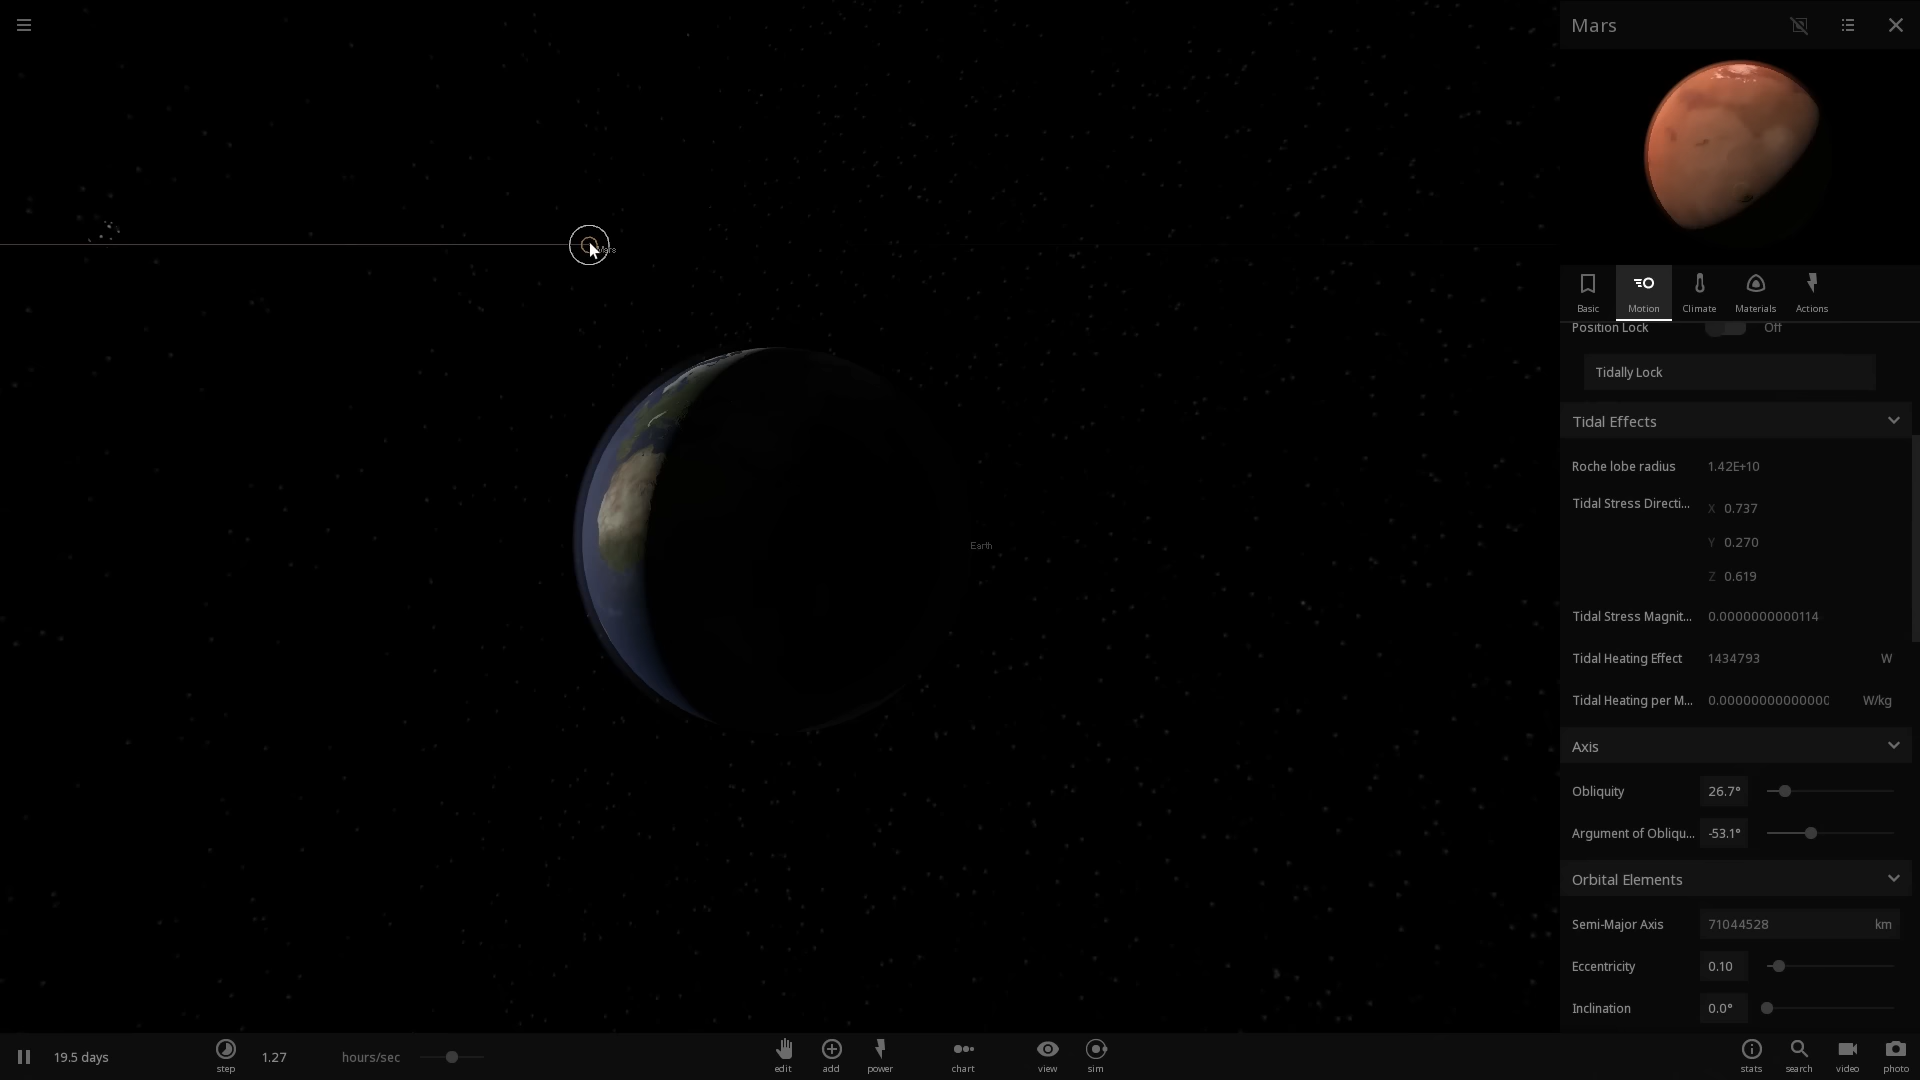 Mars
Mars
Earth
Basic
Motion
Climate
Materials
Actions
Position Lock Off
Tidally Lock
Tidal Effects
Roche lobe radius 1.42E+10
Tidal Stress Directi... X 0.737
Y 0.270
Z 0.619
Tidal Stress Magnit... 0.0000000000114
Tidal Heating Effect 1434793 W
Tidal Heating per M... W/kg
Axis
Obliquity 26.7°
Argument of Obliqu... -53.1°
Orbital Elements
Semi-Major Axis 71044528 km
Eccentricity 0.10
Inclination 0.0°
19.5 days
step
1.27 hours/sec
edit
add
power
chart
view
sim
stats
search
video
photo